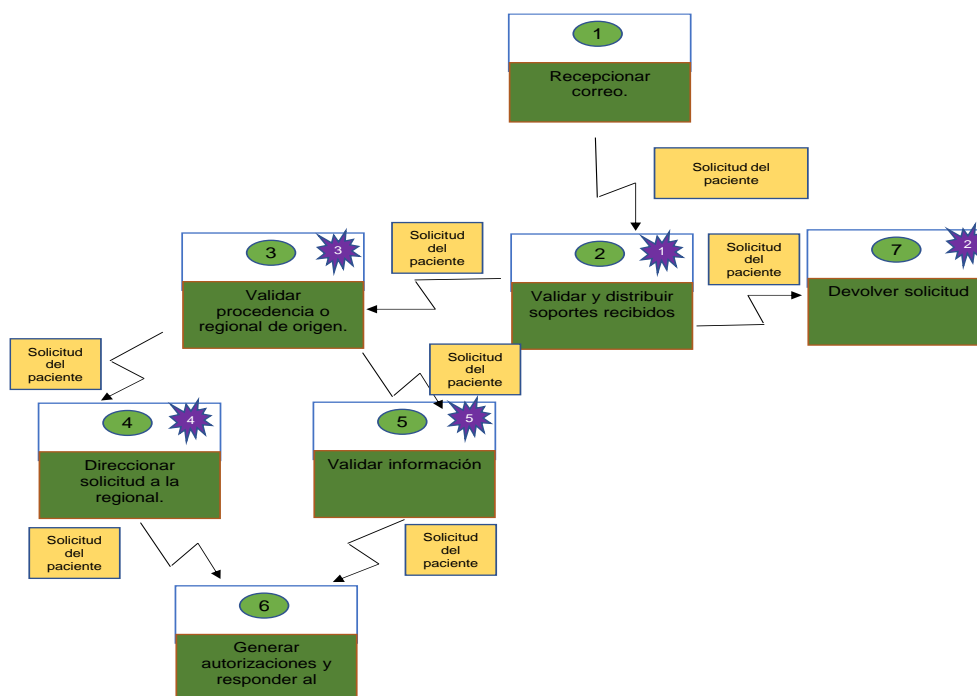 1
Recepcionar
correo.
Solicitud del
paciente
3
3
Validar
procedencia o
regional de origen.
Solicitud
del
paciente
2
1
Validar y distribuir
soportes recibidos
Solicitud
del
paciente
7
2
Devolver solicitud
Solicitud
del
paciente
Solicitud
del
paciente
4
4
Direccionar
solicitud a la
regional.
5
5
Validar información
Solicitud
del
paciente
Solicitud
del
paciente
6
Generar
autorizaciones y
responder al